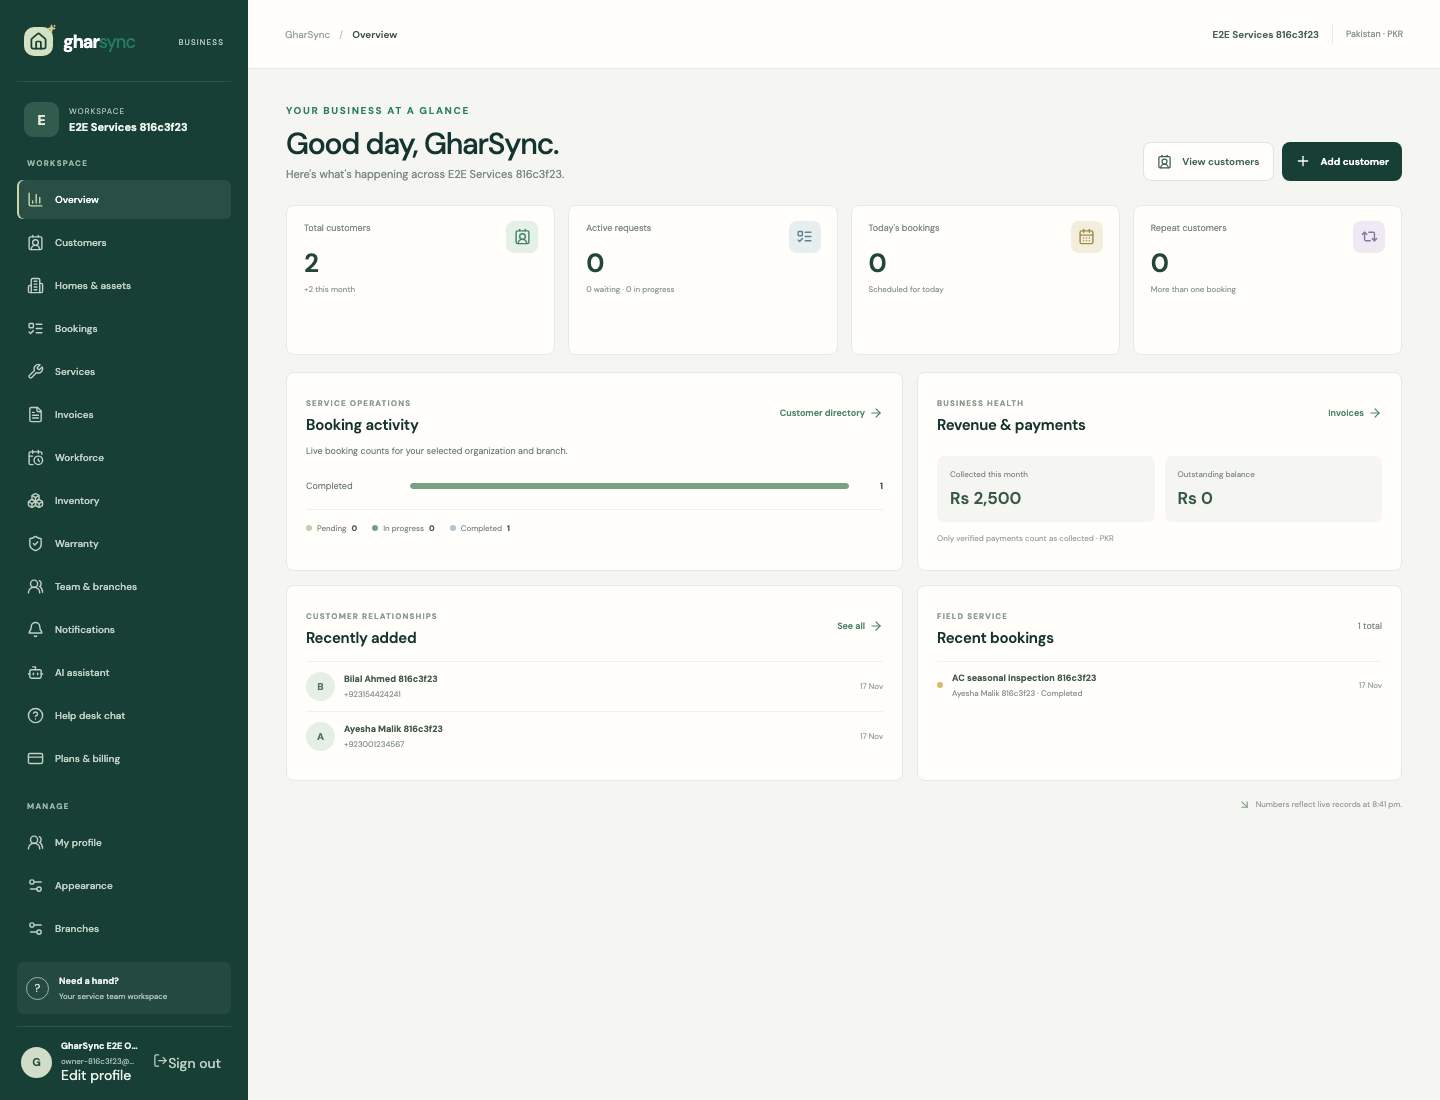 gharsync
BUSINESS
WORKSPACE
E
E2E Services 816c3f23
WORKSPACE
Overview
Customers
Homes & assets
Bookings
Services
Invoices
Workforce
Inventory
Warranty
Team & branches
Notifications
AI assistant
Help desk chat
Plans & billing
MANAGE
My profile
Appearance
Branches
?
Need a hand?
Your service team workspace
G
GharSync E2E O...
owner-816c3f23@...
Edit profile
Sign out
GharSync / Overview
E2E Services 816c3f23
Pakistan · PKR
YOUR BUSINESS AT A GLANCE
Good day, GharSync.
Here's what's happening across E2E Services 816c3f23.
View customers
Add customer
Total customers
2
+2 this month
Active requests
0
0 waiting · 0 in progress
Today's bookings
0
Scheduled for today
Repeat customers
0
More than one booking
SERVICE OPERATIONS
Booking activity
Customer directory
Live booking counts for your selected organization and branch.
Completed 1
Pending 0 In progress 0 Completed 1
BUSINESS HEALTH
Revenue & payments
Invoices
Collected this month
Rs 2,500
Outstanding balance
Rs 0
Only verified payments count as collected · PKR
CUSTOMER RELATIONSHIPS
Recently added
See all
B
Bilal Ahmed 816c3f23
+923154424241
17 Nov
A
Ayesha Malik 816c3f23
+923001234567
17 Nov
FIELD SERVICE
Recent bookings
1 total
AC seasonal inspection 816c3f23
Ayesha Malik 816c3f23 · Completed
17 Nov
Numbers reflect live records at 8:41 pm.